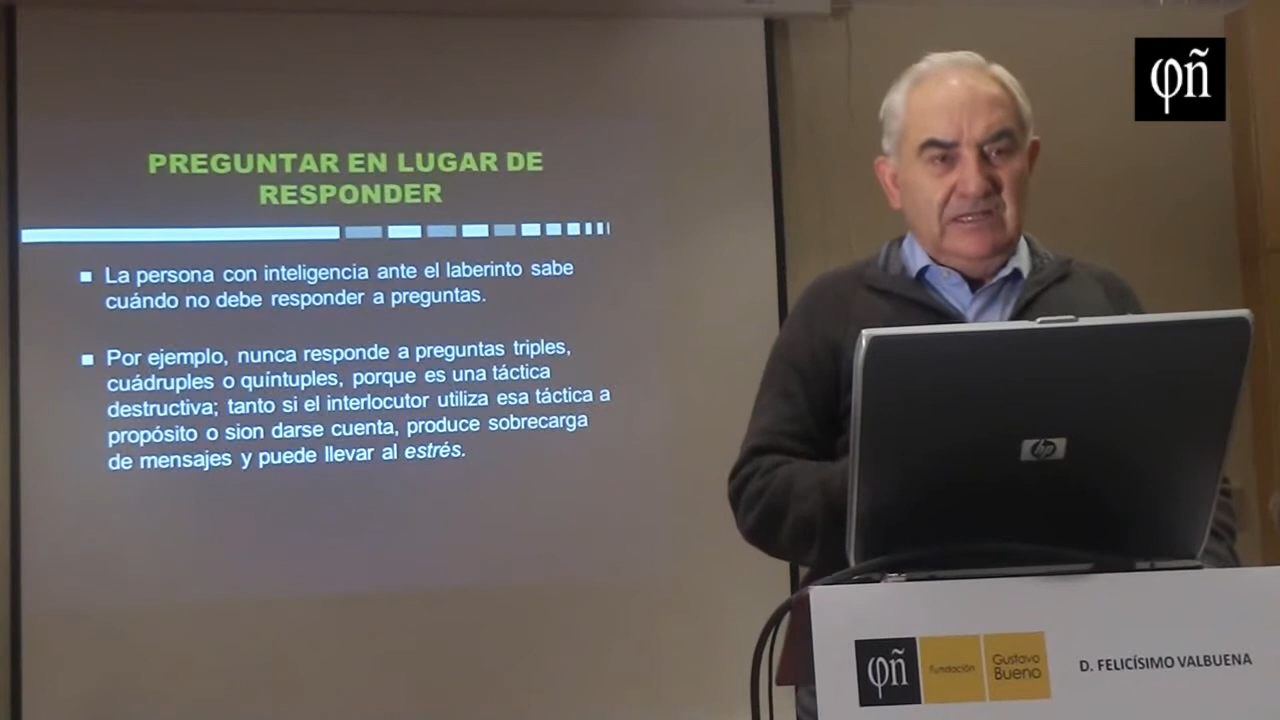 φñ
PREGUNTAR EN LUGAR DE
RESPONDER
La persona con inteligencia ante el laberinto sabe
cuándo no debe responder a preguntas.
Por ejemplo, nunca responde a preguntas triples,
cuádruples o quíntuples, porque es una táctica
destructiva; tanto si el interlocutor utiliza esa táctica a
propósito o sion darse cuenta, produce sobrecarga
de mensajes y puede llevar al estrés.
hp
φñ
Fundación
Gustavo
Bueno
D. FELICÍSIMO VALBUENA